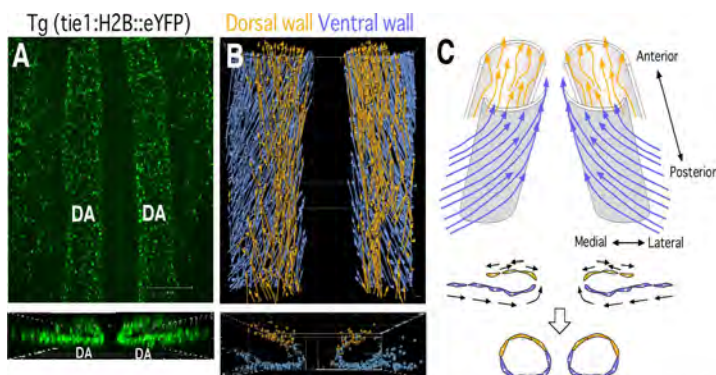 Tg (tie1:H2B::eYFP)
Dorsal wall Ventral wall
A
B
C
Anterior
Posterior
DA
DA
Medial
Lateral
DA
DA